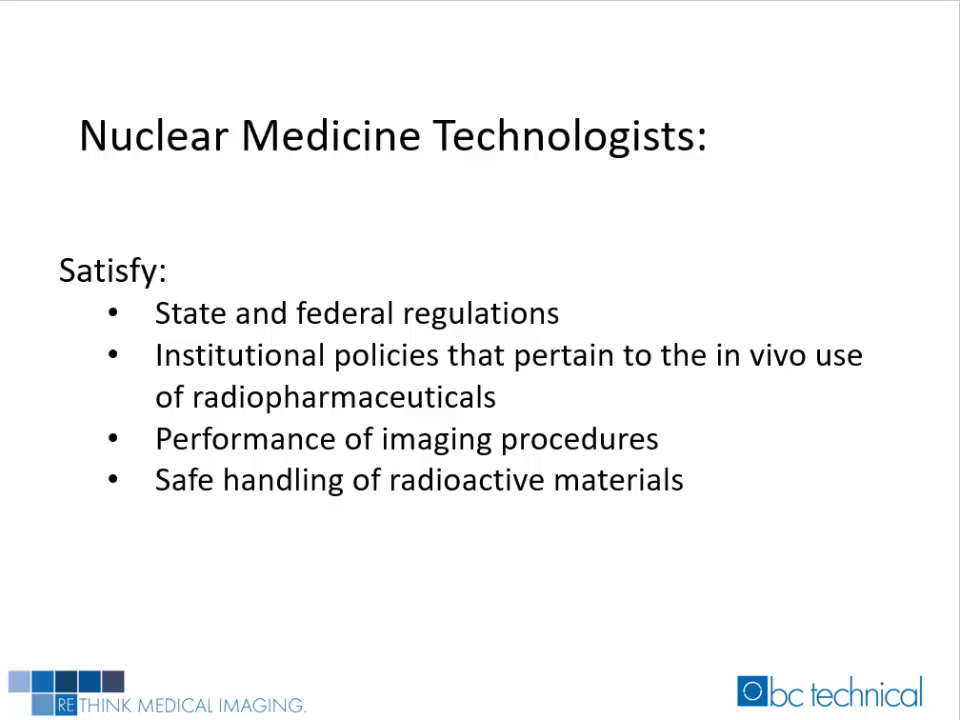 Nuclear Medicine Technologists:
Satisfy:
• State and federal regulations
• Institutional policies that pertain to the in vivo use
of radiopharmaceuticals
• Performance of imaging procedures
• Safe handling of radioactive materials
RETHINK MEDICAL IMAGING.
bc technical